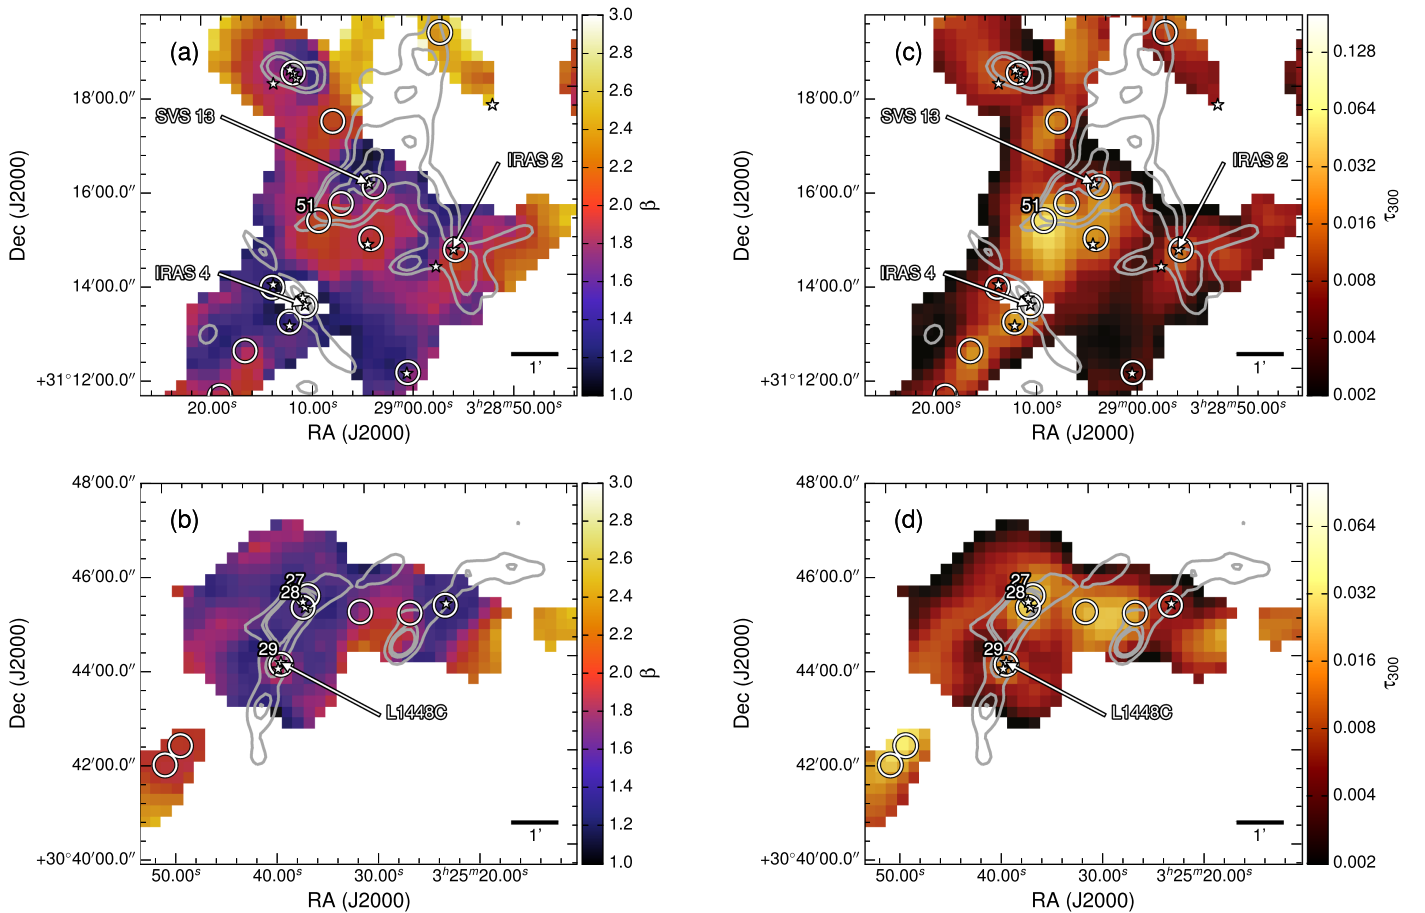 (a)
SVS 13
IRAS 2
51
IRAS 4
1′
18′00.0″
16′00.0″
14′00.0″
+31°12′00.0″
Dec (J2000)
20.00s 10.00s 29m00.00s 3h28m50.00s
RA (J2000)
3.0
2.8
2.6
2.4
2.2
2.0
1.8
1.6
1.4
1.2
1.0
β
(c)
SVS 13
IRAS 2
51
IRAS 4
1′
18′00.0″
16′00.0″
14′00.0″
+31°12′00.0″
Dec (J2000)
20.00s 10.00s 29m00.00s 3h28m50.00s
RA (J2000)
0.128
0.064
0.032
0.016
0.008
0.004
0.002
τ300
(b)
27
28
29
L1448C
1′
48′00.0″
46′00.0″
44′00.0″
42′00.0″
+30°40′00.0″
Dec (J2000)
50.00s 40.00s 30.00s 3h25m20.00s
RA (J2000)
3.0
2.8
2.6
2.4
2.2
2.0
1.8
1.6
1.4
1.2
1.0
β
(d)
27
28
29
L1448C
1′
48′00.0″
46′00.0″
44′00.0″
42′00.0″
+30°40′00.0″
Dec (J2000)
50.00s 40.00s 30.00s 3h25m20.00s
RA (J2000)
0.064
0.032
0.016
0.008
0.004
0.002
τ300